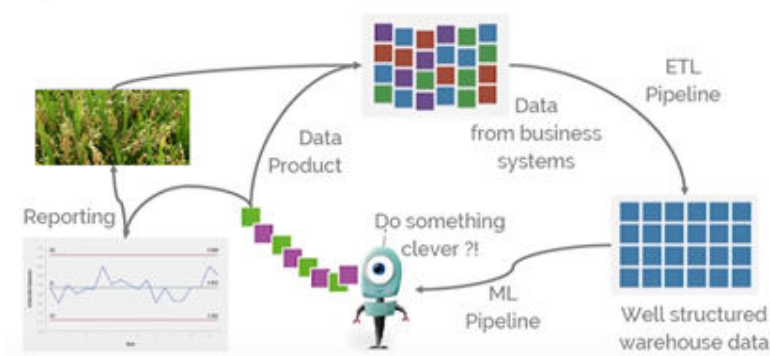 ETL
Pipeline
Data
from business
systems
Data
Product
Reporting
Do something
clever ?!
ML
Pipeline
Well structured
warehouse data